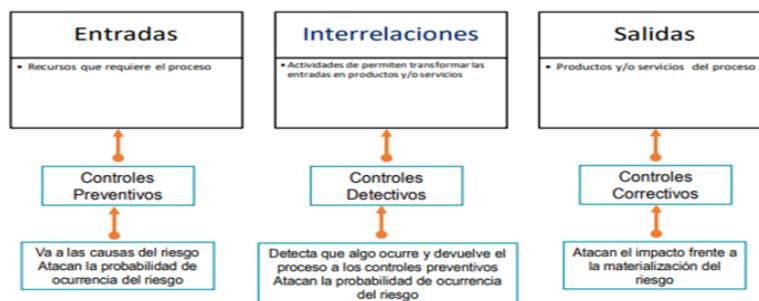 Entradas
• Recursos que requiere el proceso
Interrelaciones
• Actividades de permiten transformar las
entradas en productos y/o servicios
Salidas
• Productos y/o servicios del proceso
Controles
Preventivos
Controles
Detectivos
Controles
Correctivos
Va a las causas del riesgo
Atacan la probabilidad de
ocurrencia del riesgo
Detecta que algo ocurre y devuelve el
proceso a los controles preventivos
Atacan la probabilidad de ocurrencia
del riesgo
Atacan el impacto frente a
la materialización del
riesgo